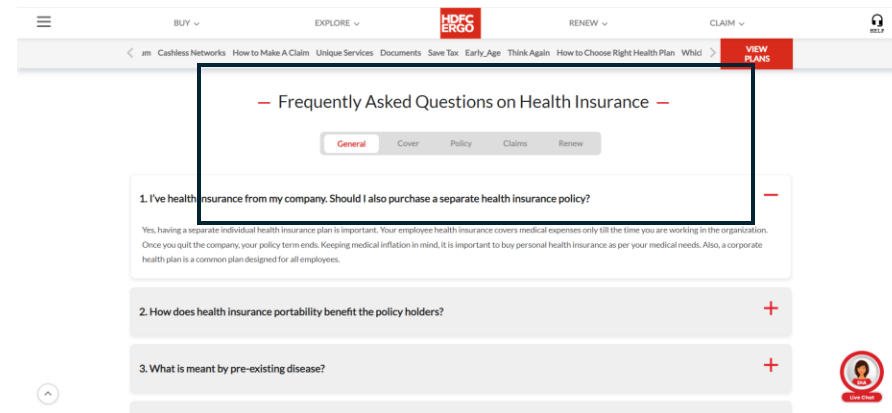 BUY
EXPLORE
HDFC
ERGO
RENEW
CLAIM
HELP
um Cashless Networks How to Make A Claim Unique Services Documents Save Tax Early_Age Think Again How to Choose Right Health Plan Whicl
VIEW
PLANS
Frequently Asked Questions on Health Insurance
General Cover Policy Claims Renew
1. I've health insurance from my company. Should I also purchase a separate health insurance policy?
Yes, having a separate individual health insurance plan is important. Your employee health insurance covers medical expenses only till the time you are working in the organization.
Once you quit the company, your policy term ends. Keeping medical inflation in mind, it is important to buy personal health insurance as per your medical needs. Also, a corporate
health plan is a common plan designed for all employees.
2. How does health insurance portability benefit the policy holders?
3. What is meant by pre-existing disease?
DIA
Live Chat